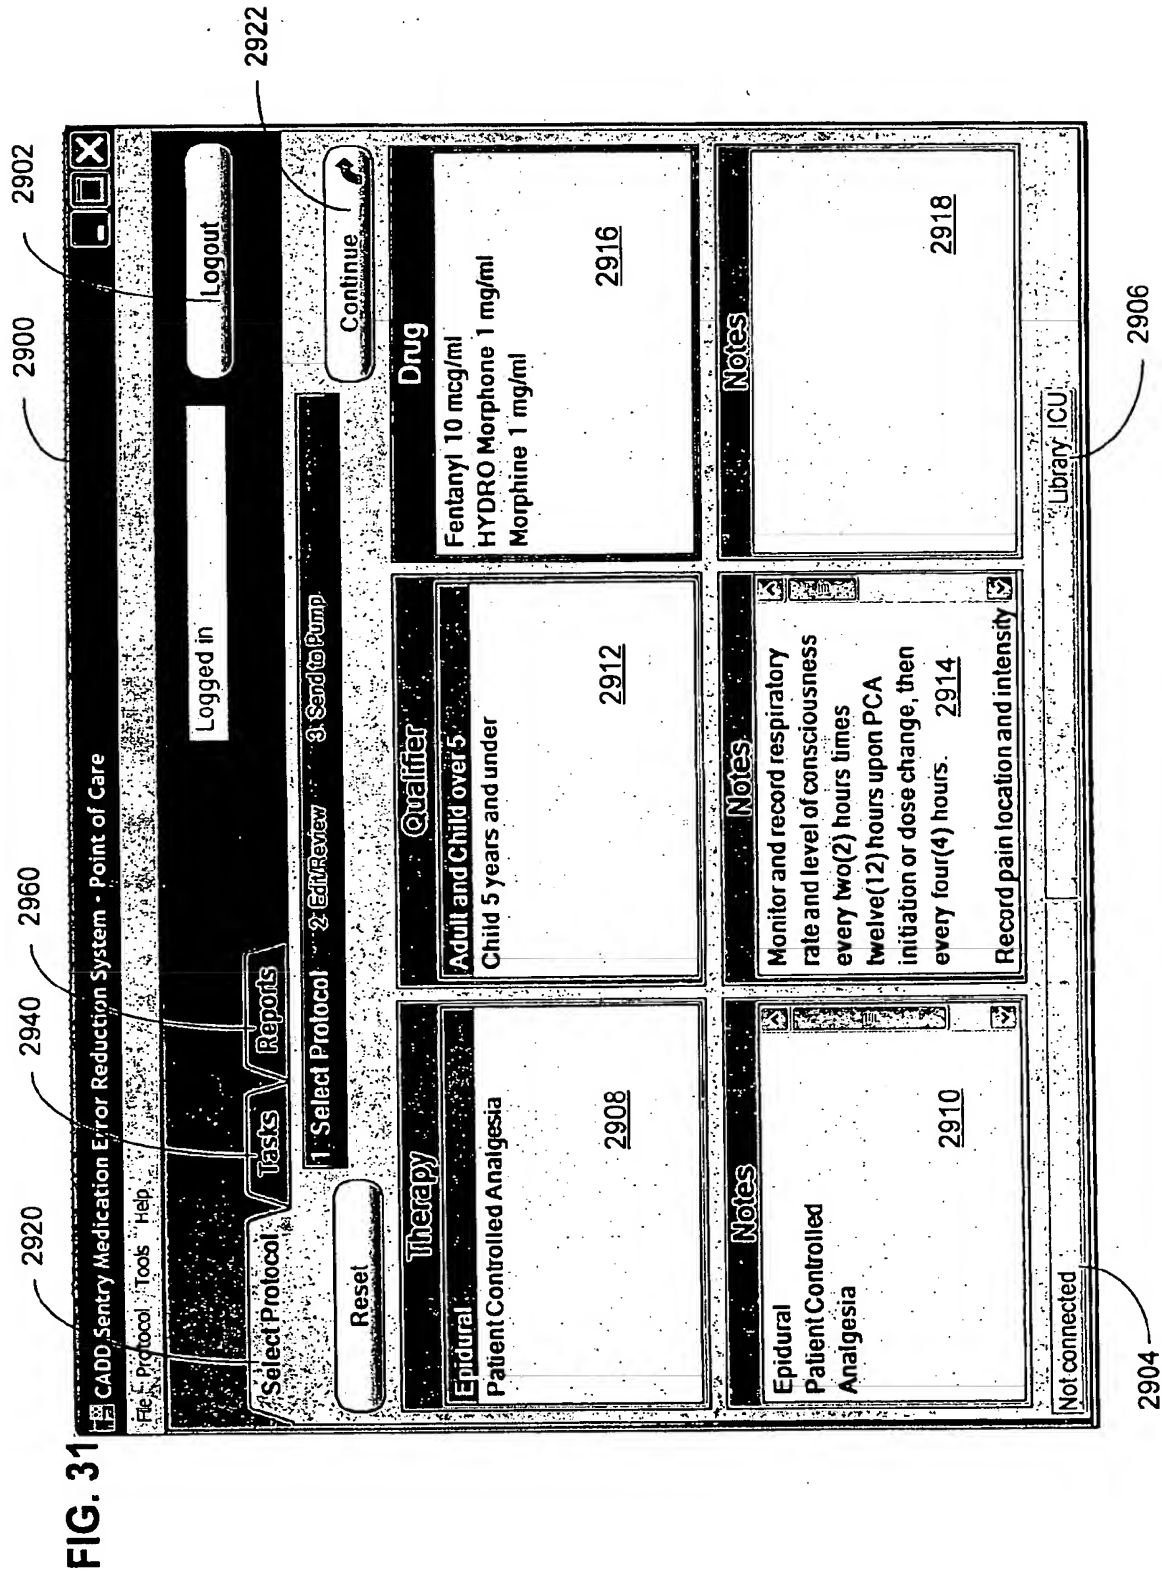 FIG. 31
2900
2902
2920
2940
2960
2922
CADD Sentry Medication Error Reduction System - Point of Care
File Protocol Tools Help
Logged in
Logout
Select Protocol
Tasks
Reports
Reset
1. Select Protocol 2. Edit/Review 3. Send to Pump
Continue
Therapy
Epidural
Patient Controlled Analgesia
2908
Qualifier
Adult and Child over 5
Child 5 years and under
2912
Drug
Fentanyl 10 mcg/ml
HYDRO Morphone 1 mg/ml
Morphine 1 mg/ml
2916
Notes
Epidural
Patient Controlled
Analgesia
2910
Notes
Monitor and record respiratory
rate and level of consciousness
every two(2) hours times
twelve(12) hours upon PCA
initiation or dose change, then
every four(4) hours.
2914
Record pain location and intensity
Notes
2918
Not connected
Library: ICU
2904
2906